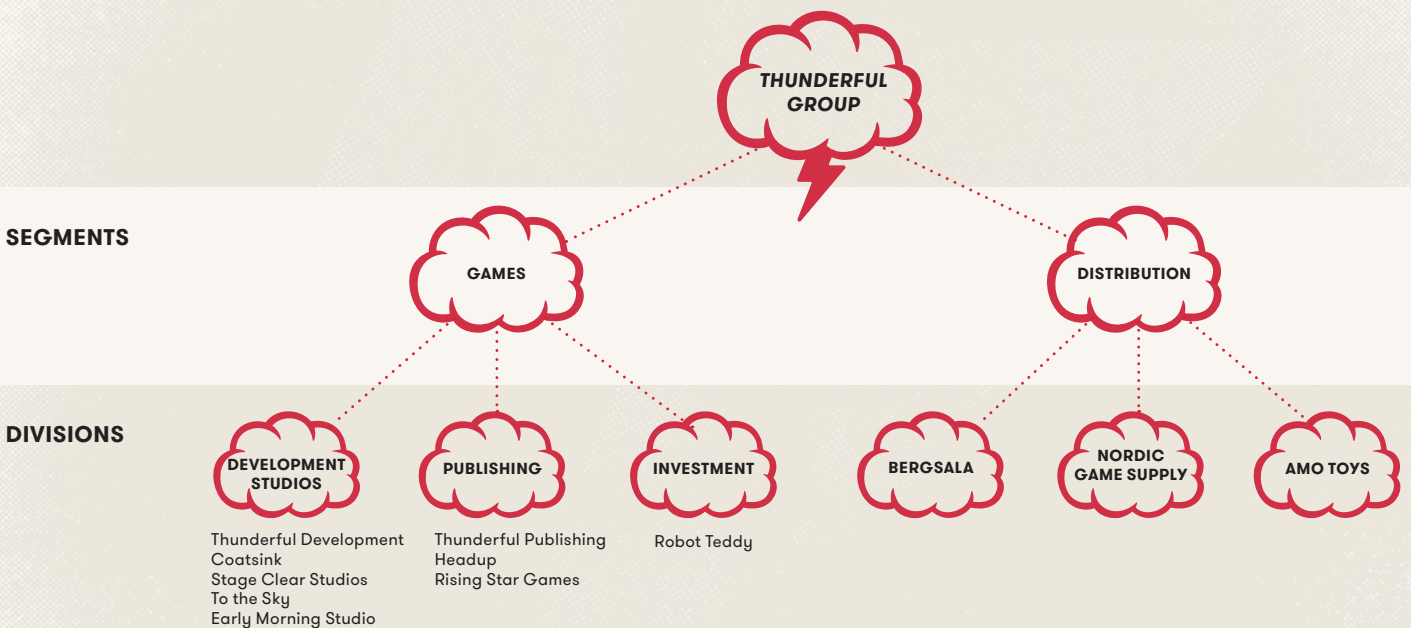 THUNDERFUL
GROUP
SEGMENTS
GAMES
DISTRIBUTION
DIVISIONS
DEVELOPMENT
STUDIOS
PUBLISHING
INVESTMENT
BERGSALA
NORDIC
GAME SUPPLY
AMO TOYS
Thunderful Development
Coatsink
Stage Clear Studios
To the Sky
Early Morning Studio
Thunderful Publishing
Headup
Rising Star Games
Robot Teddy